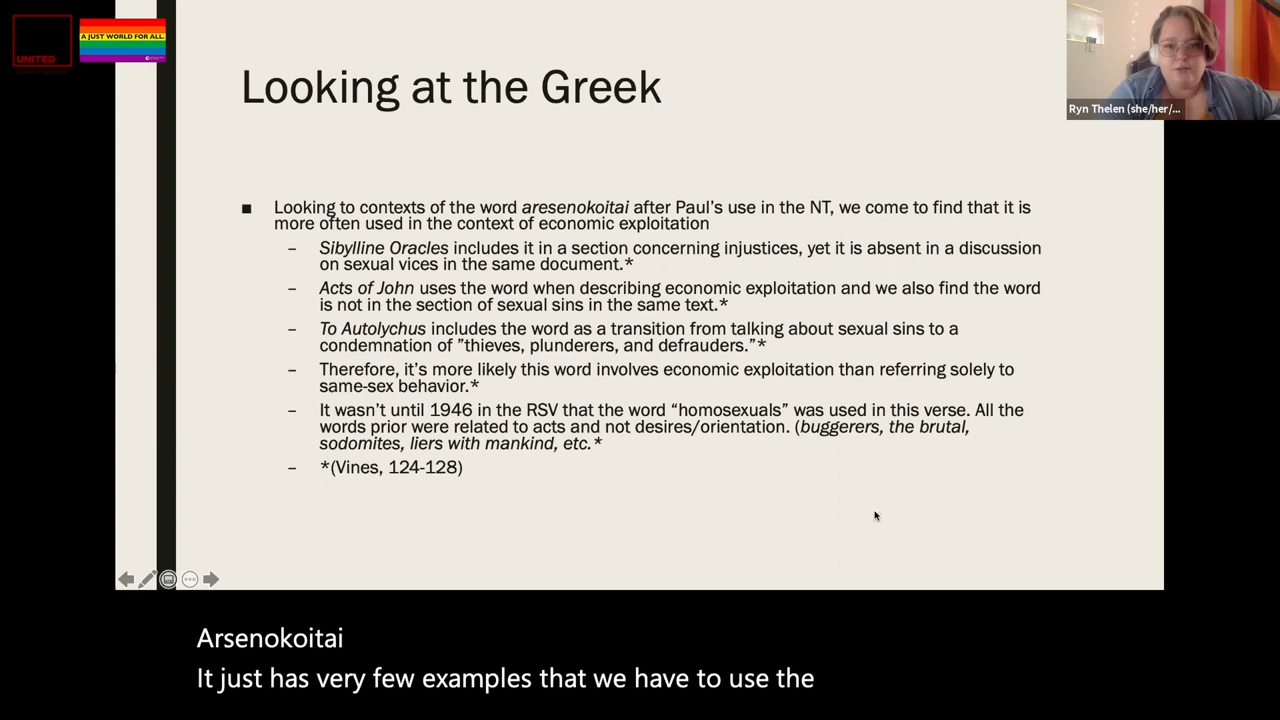 UNITED
A JUST WORLD FOR ALL.
Ryn Thelen (she/her/...
Looking at the Greek
■ Looking to contexts of the word aresenokoitai after Paul’s use in the NT, we come to find that it is
more often used in the context of economic exploitation
– Sibylline Oracles includes it in a section concerning injustices, yet it is absent in a discussion
on sexual vices in the same document.*
– Acts of John uses the word when describing economic exploitation and we also find the word
is not in the section of sexual sins in the same text.*
– To Autolychus includes the word as a transition from talking about sexual sins to a
condemnation of ”thieves, plunderers, and defrauders.”*
– Therefore, it’s more likely this word involves economic exploitation than referring solely to
same-sex behavior.*
– It wasn’t until 1946 in the RSV that the word “homosexuals” was used in this verse. All the
words prior were related to acts and not desires/orientation. (buggerers, the brutal,
sodomites, liers with mankind, etc.*
– *(Vines, 124-128)
Arsenokoitai
It just has very few examples that we have to use the